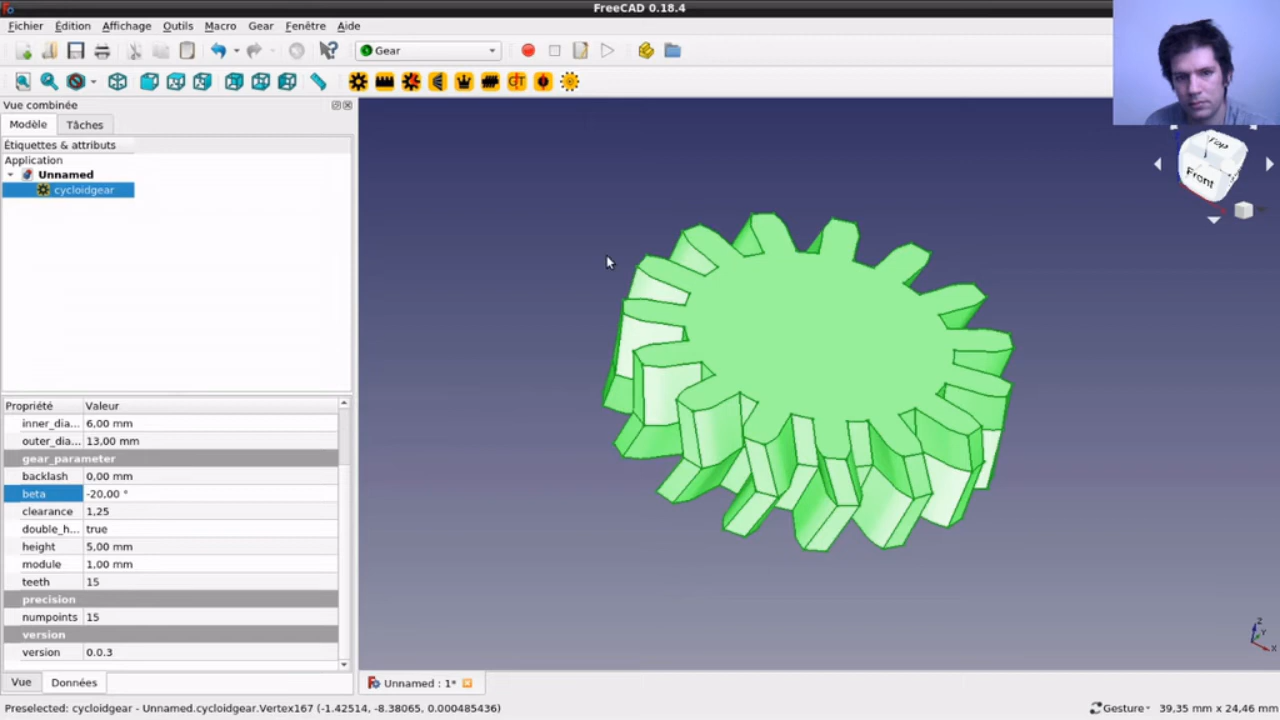 FreeCAD 0.18.4
Fichier Édition Affichage Outils Macro Gear Fenêtre Aide
Gear
Vue combinée
Modèle Tâches
Étiquettes & attributs
Application
Unnamed
cycloidgear
Propriété Valeur
inner_dia... 6,00 mm
outer_dia... 13,00 mm
gear_parameter
backlash 0,00 mm
beta -20,00 °
clearance 1,25
double_h... true
height 5,00 mm
module 1,00 mm
teeth 15
precision
numpoints 15
version
version 0.0.3
Vue Données
Unnamed : 1*
Top
Front
Z
Y
X
Preselected: cycloidgear - Unnamed.cycloidgear.Vertex167 (-1.42514, -8.38065, 0.000485436)
Gesture 39,35 mm x 24,46 mm